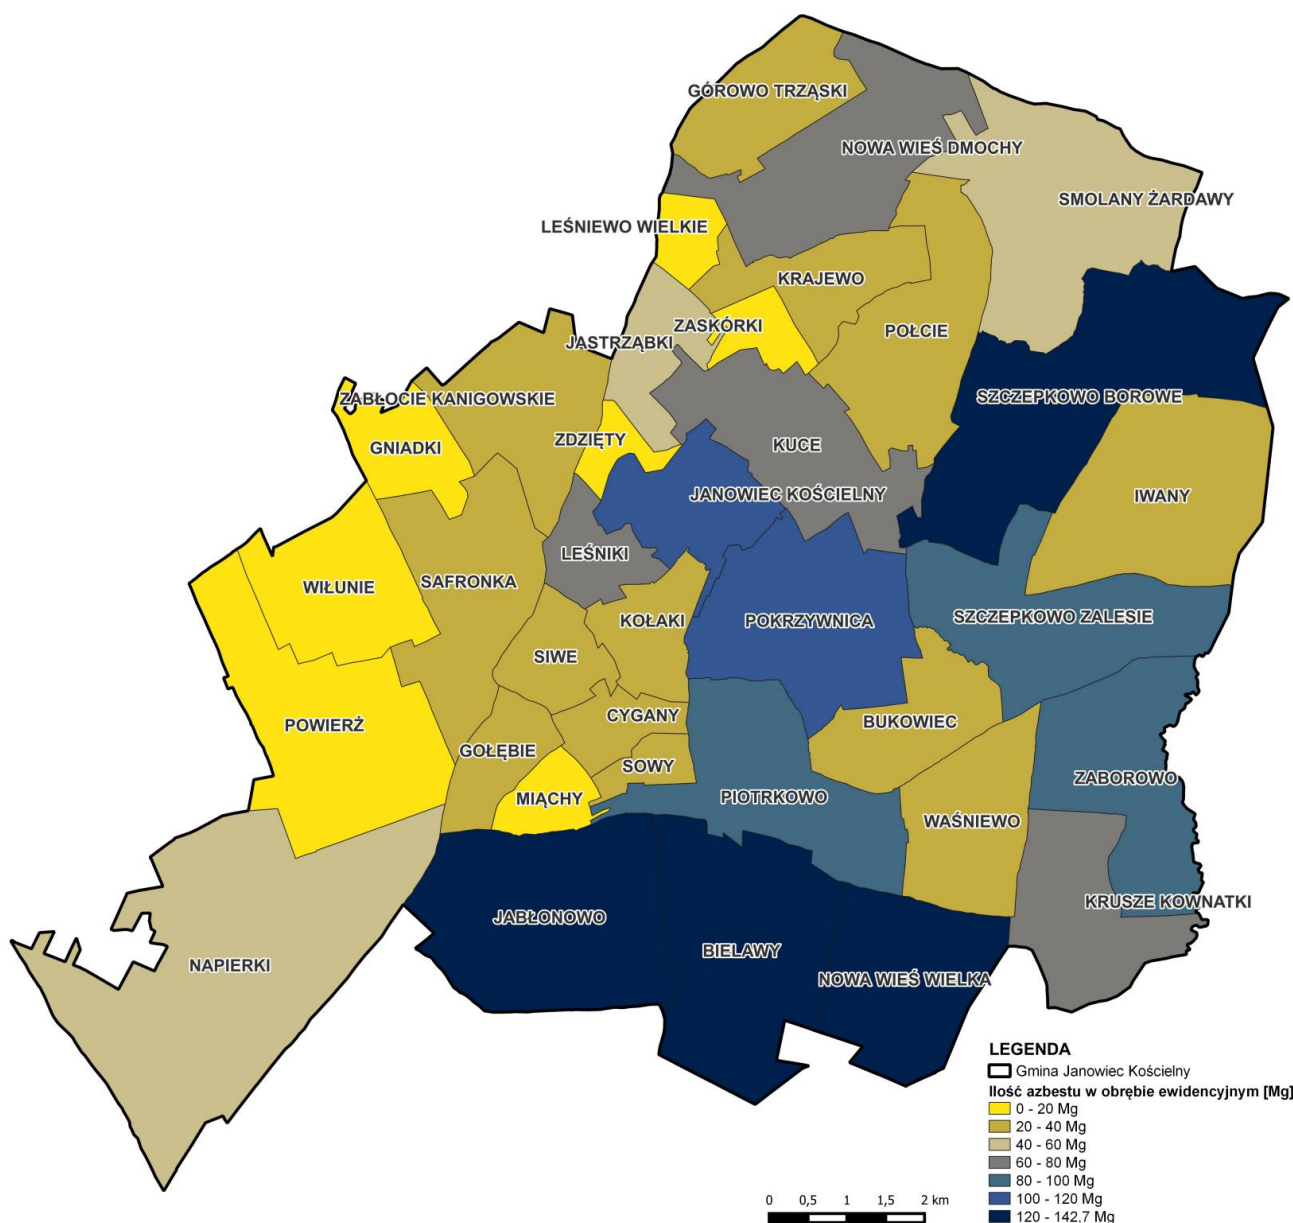 GÓROWO TRZĄSKI
NOWA WIEŚ DMOCHY
SMOLANY ŻARDAWY
LEŚNIEWO WIELKIE
KRAJEWO
ZASKÓRKI
POŁCIE
JASTRZĄBKI
ZABŁOCIE KANIGOWSKIE
SZCZEPKOWO BOROWE
ZDZIĘTY
GNIADKI
KUCE
JANOWIEC KOŚCIELNY
IWANY
LEŚNIKI
SAFRONKA
WIŁUNIE
KOŁAKI
POKRZYWNICA
SZCZEPKOWO ZALESIE
SIWE
CYGANY
BUKOWIEC
POWIERŻ
GOŁĘBIE
SOWY
ZABOROWO
MIĄCHY
PIOTRKOWO
WAŚNIEWO
KRUSZE KOWNATKI
JABŁONOWO
BIELAWY
NAPIERKI
NOWA WIEŚ WIELKA
LEGENDA
Gmina Janowiec Kościelny
Ilość azbestu w obrębie ewidencyjnym [Mg]
0 - 20 Mg
20 - 40 Mg
40 - 60 Mg
60 - 80 Mg
80 - 100 Mg
100 - 120 Mg
120 - 142,7 Mg
0 0,5 1 1,5 2 km